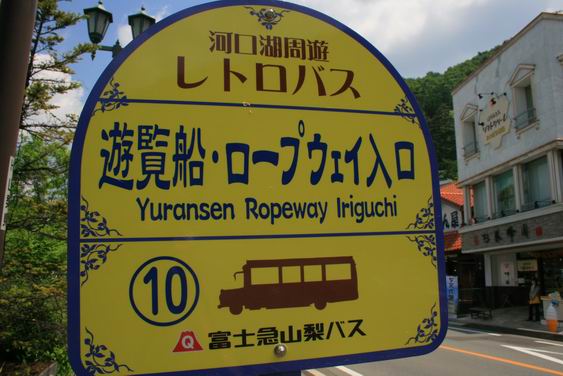 河口湖周遊
レトロバス
遊覧船・ロープウェイ入口
Yuransen Ropeway Iriguchi
10
Q 富士急山梨バス